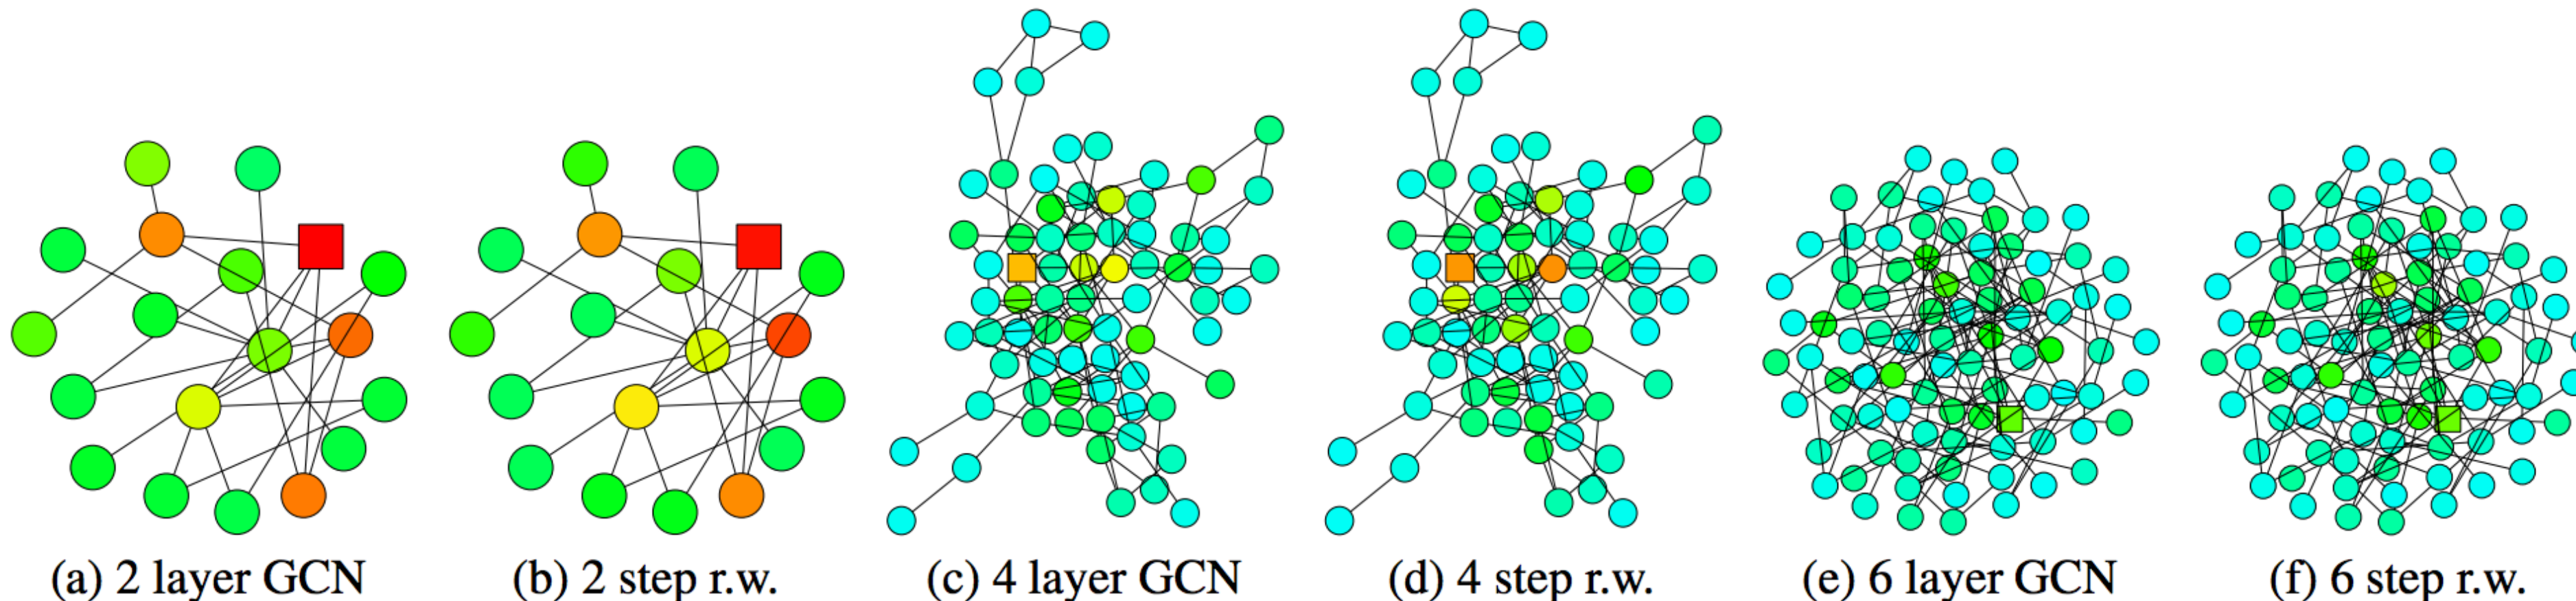 (a) 2 layer GCN
(b) 2 step r.w.
(c) 4 layer GCN
(d) 4 step r.w.
(e) 6 layer GCN
(f) 6 step r.w.